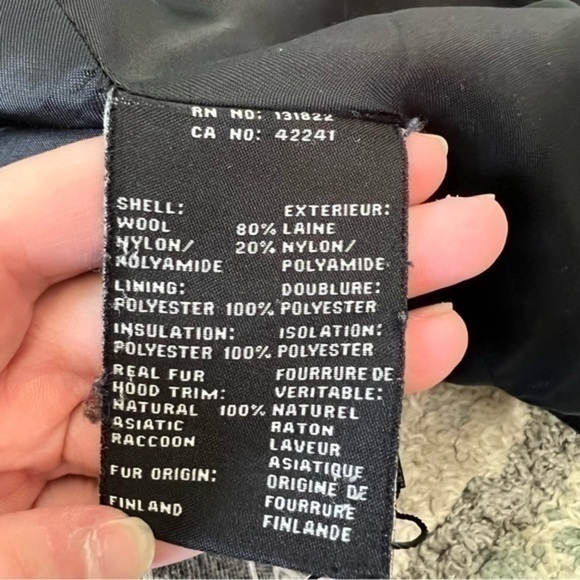 RN NO: 131822
CA NO: 42241
SHELL: EXTERIEUR:
WOOL 80% LAINE
NYLON/ 20% NYLON/
POLYAMIDE POLYAMIDE
LINING: DOUBLURE:
POLYESTER 100% POLYESTER
INSULATION: ISOLATION:
POLYESTER 100% POLYESTER
REAL FUR FOURRURE DE
HOOD TRIM: VERITABLE:
NATURAL 100% NATUREL
ASIATIC RATON
RACCOON LAVEUR
ASIATIQUE
FUR ORIGIN: ORIGINE DE
FINLAND FOURRURE
FINLANDE